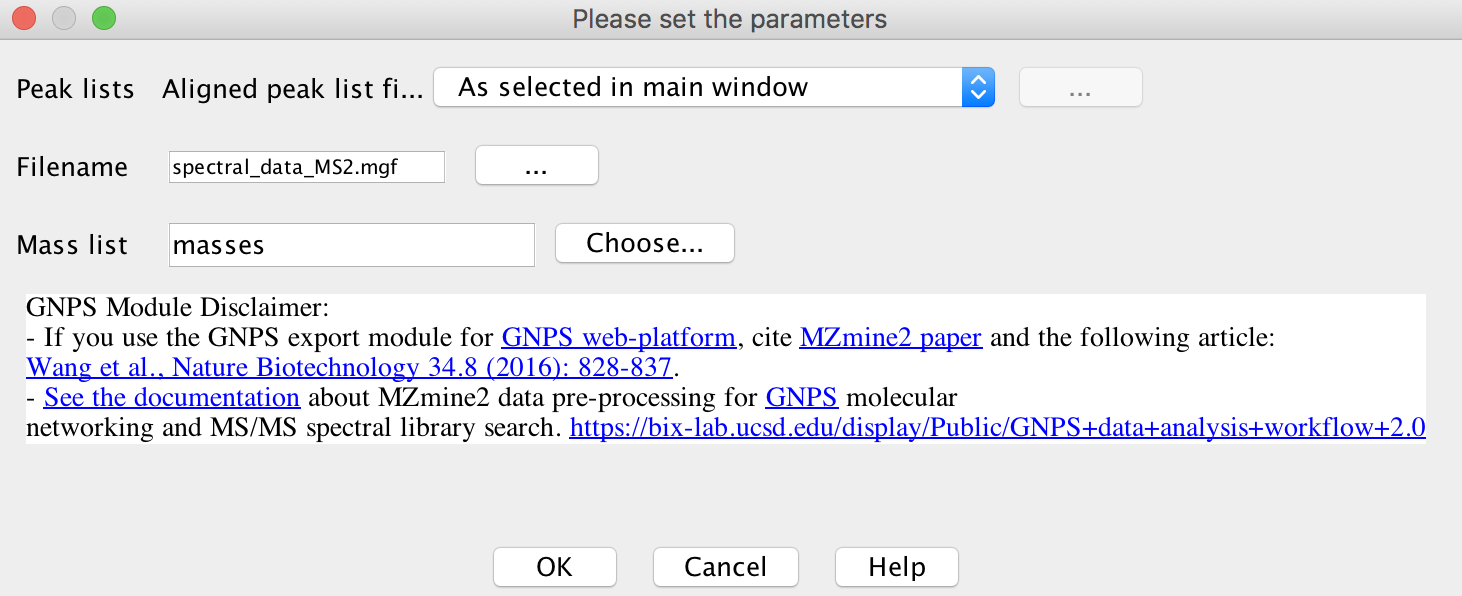 Please set the parameters
Peak lists Aligned peak list fi... As selected in main window ...
Filename spectral_data_MS2.mgf ...
Mass list masses Choose...
GNPS Module Disclaimer:
- If you use the GNPS export module for GNPS web-platform, cite MZmine2 paper and the following article:
Wang et al., Nature Biotechnology 34.8 (2016): 828-837.
- See the documentation about MZmine2 data pre-processing for GNPS molecular
networking and MS/MS spectral library search. https://bix-lab.ucsd.edu/display/Public/GNPS+data+analysis+workflow+2.0
OK Cancel Help